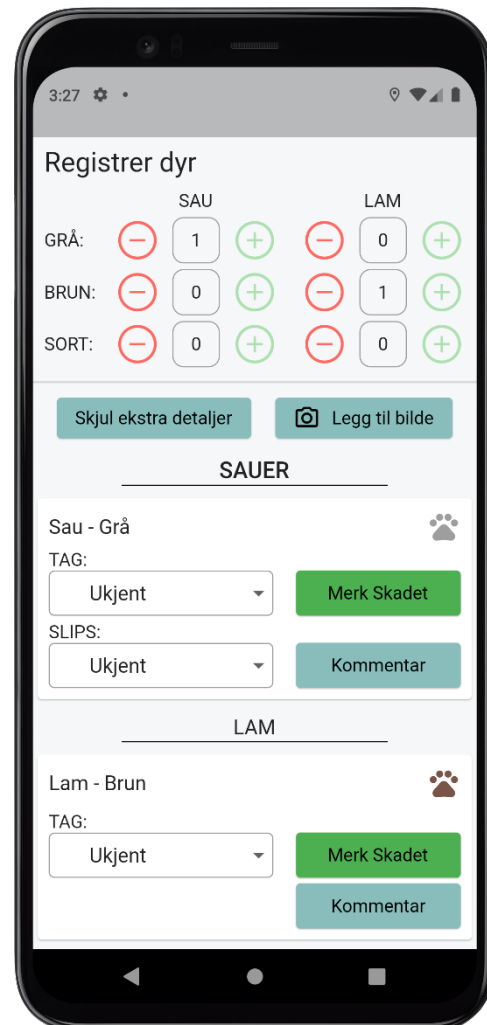 3:27
Registrer dyr
SAU LAM
GRÅ: 1 0
BRUN: 0 1
SORT: 0 0
Skjul ekstra detaljer Legg til bilde
SAUER
Sau - Grå
TAG:
Ukjent Merk Skadet
SLIPS:
Ukjent Kommentar
LAM
Lam - Brun
TAG:
Ukjent Merk Skadet
Kommentar